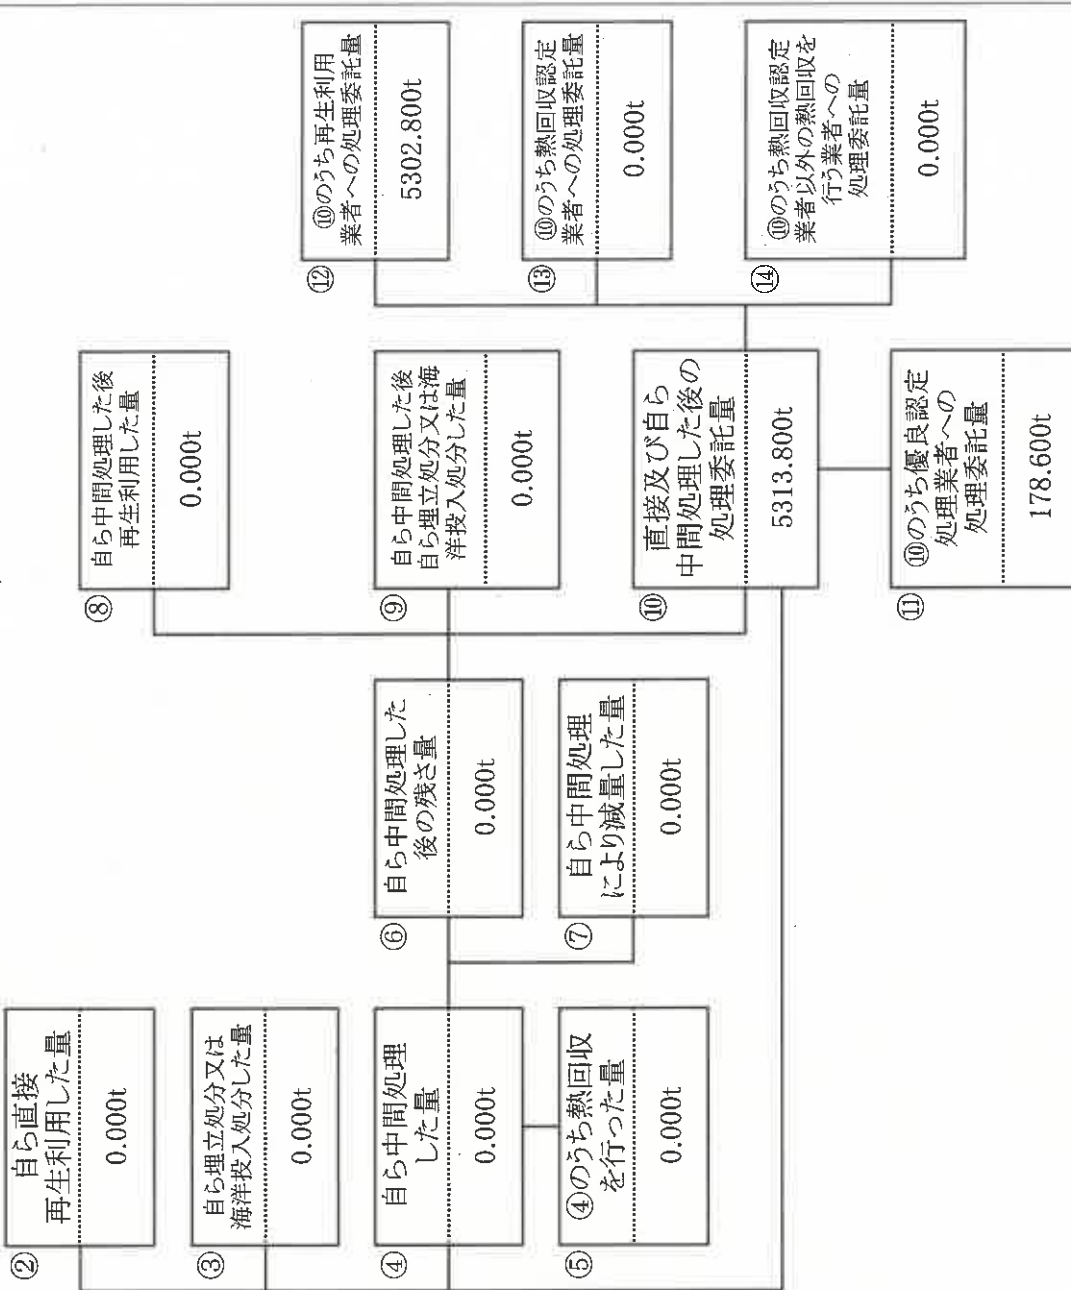 ②
自ら直接
再生利用した量
0.000t
③
自ら埋立処分又は
海洋投入処分した量
0.000t
④
自ら中間処理
した量
0.000t
⑤
④のうち熱回収
を行った量
0.000t
⑥
自ら中間処理した
後の残さ量
0.000t
⑦
自ら中間処理
により減量した量
0.000t
⑧
自ら中間処理した後
再生利用した量
0.000t
⑨
自ら中間処理した後
自ら埋立処分又は海
洋投入処分した量
0.000t
⑩
直接及び自ら
中間処理した後の
処理委託量
5313.800t
⑪
⑩のうち優良認定
処理業者への
処理委託量
178.600t
⑫
⑩のうち再生利用
業者への処理委託量
5302.800t
⑬
⑩のうち熱回収認定
業者への処理委託量
0.000t
⑭
⑩のうち熱回収認定
業者以外の熱回収を
行う業者への
処理委託量
0.000t